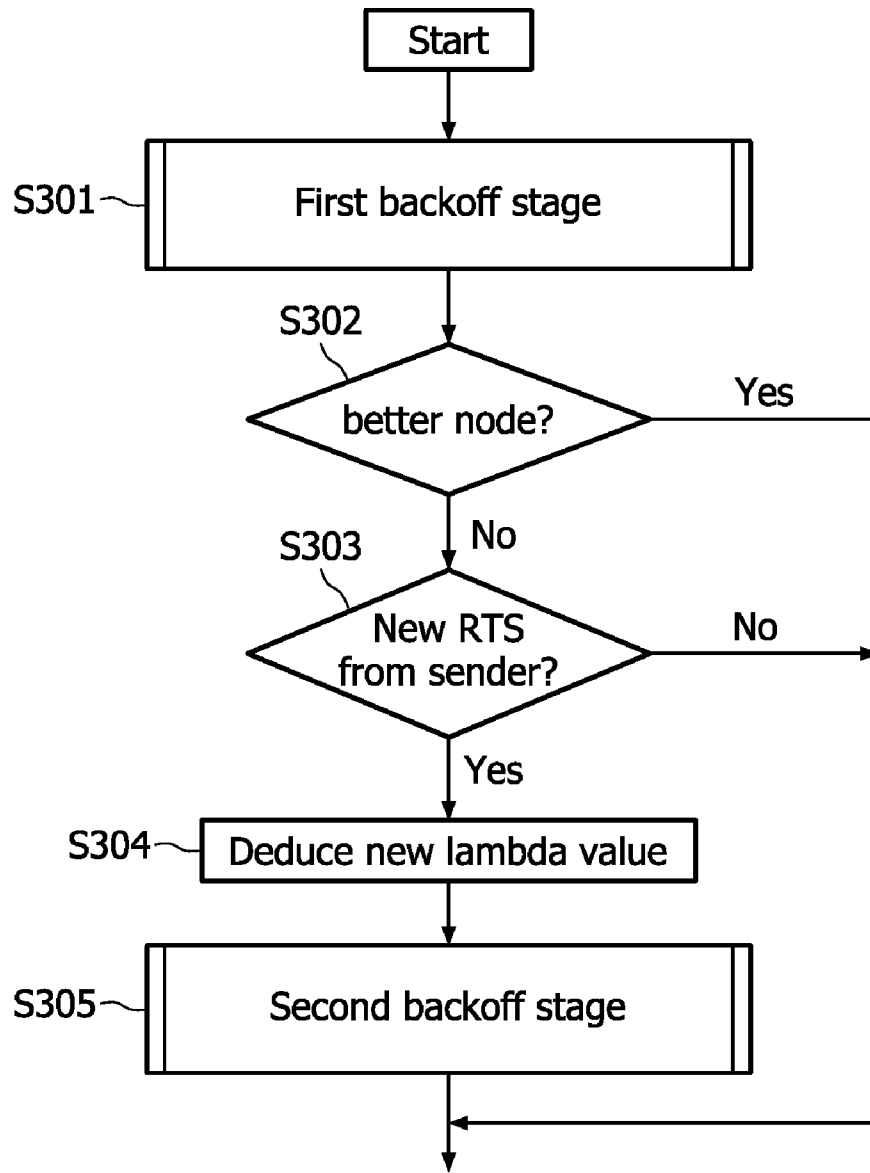 Start
S301
First backoff stage
S302
better node?
Yes
No
S303
New RTS
from sender?
No
Yes
S304
Deduce new lambda value
S305
Second backoff stage